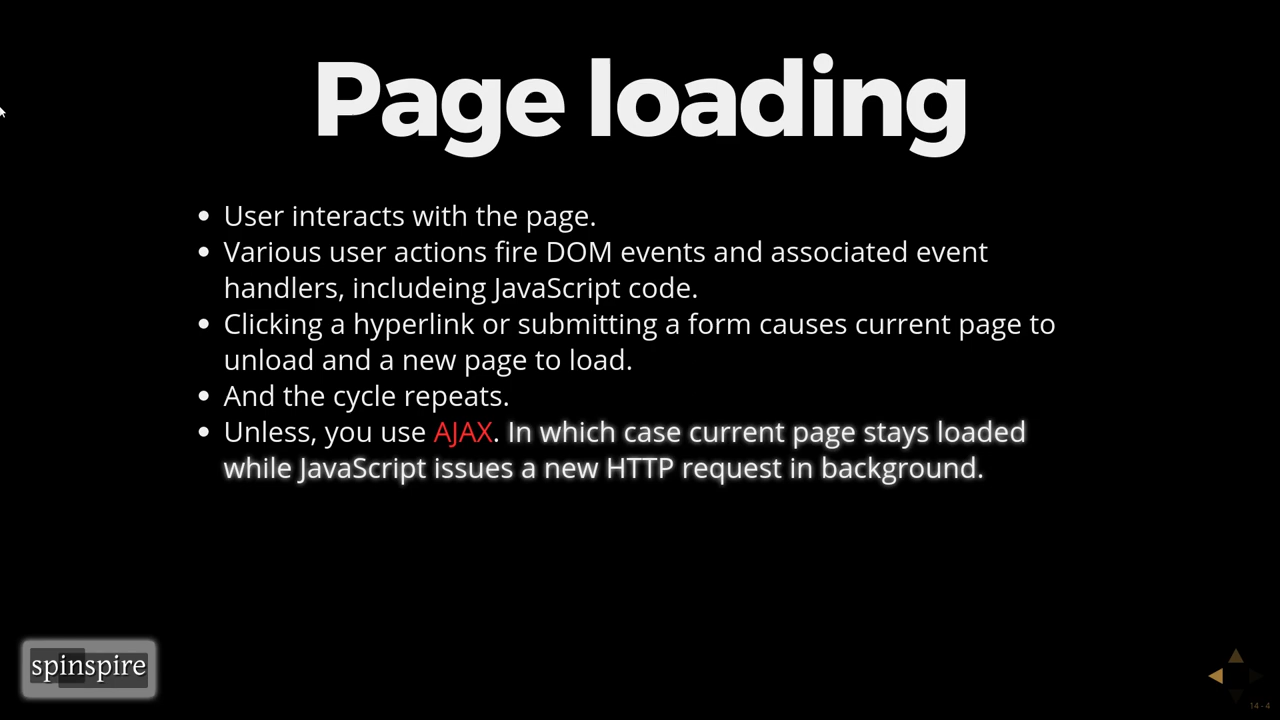 Page loading
User interacts with the page.
Various user actions fire DOM events and associated event
handlers, includeing JavaScript code.
Clicking a hyperlink or submitting a form causes current page to
unload and a new page to load.
And the cycle repeats.
Unless, you use AJAX. In which case current page stays loaded
while JavaScript issues a new HTTP request in background.
spinspire
14 - 4